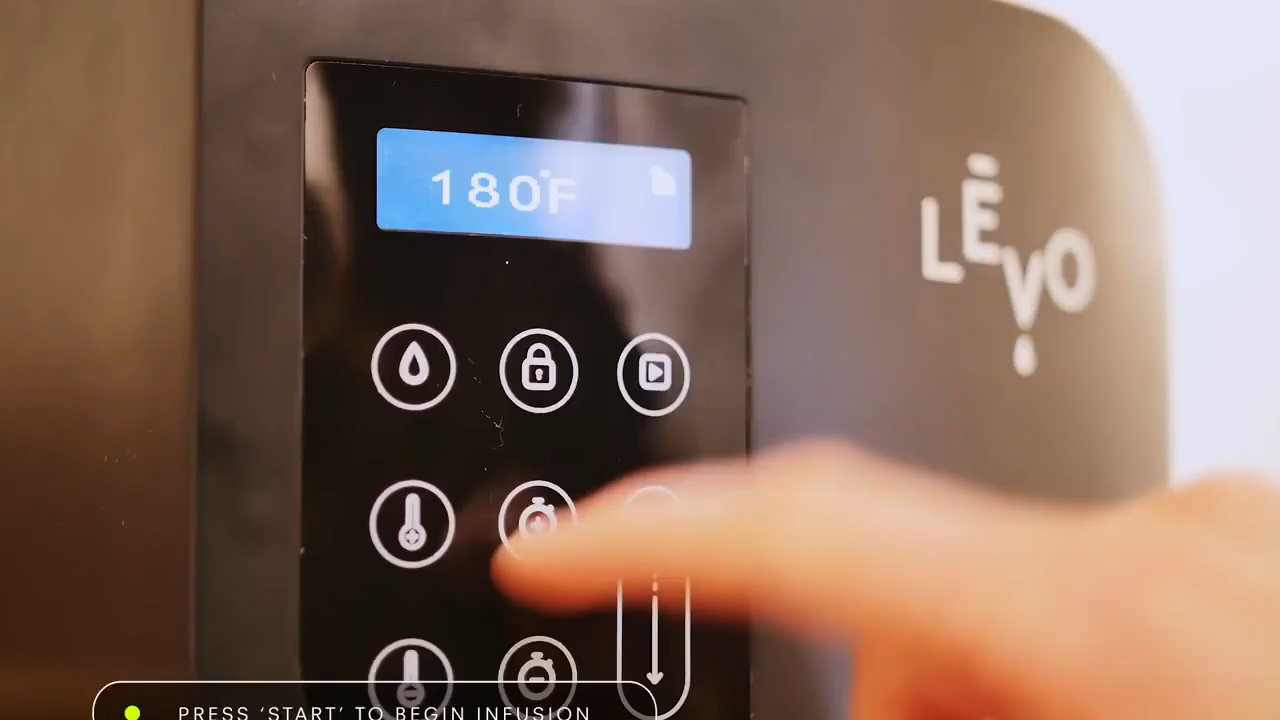 180°F
LĒVO
PRESS ‘START’ TO BEGIN INFUSION